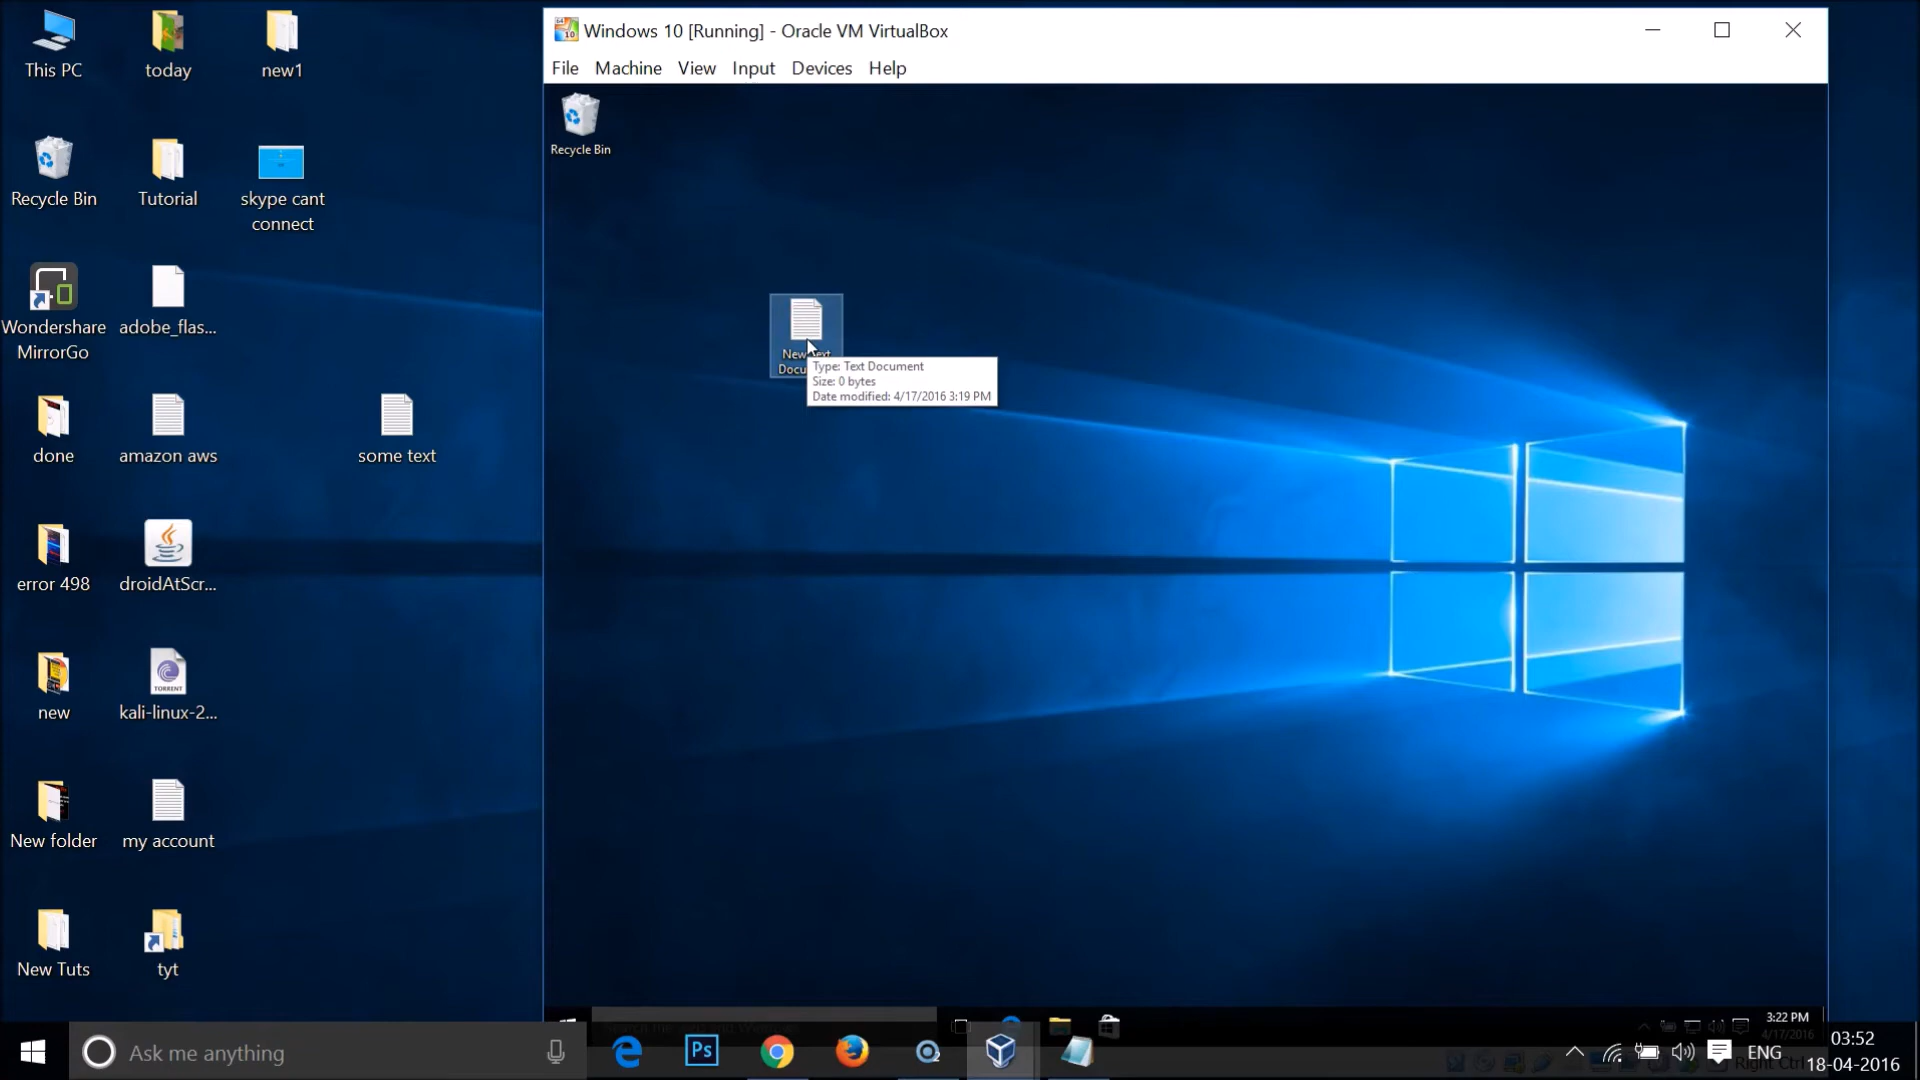 This PC
today
new1
Recycle Bin
Tutorial
skype cant
connect
Wondershare
MirrorGo
adobe_flas...
done
amazon aws
some text
error 498
droidAtScr...
TORRENT
new
kali-linux-2...
New folder
my account
New Tuts
tyt
Windows 10 [Running] - Oracle VM VirtualBox
File Machine View Input Devices Help
Recycle Bin
New
Type: Text Document
Size: 0 bytes
Date modified: 4/17/2016 3:19 PM
3:22 PM
4/17/2016
Ask me anything
Ps
ENG
Right Ctrl
03:52
18-04-2016